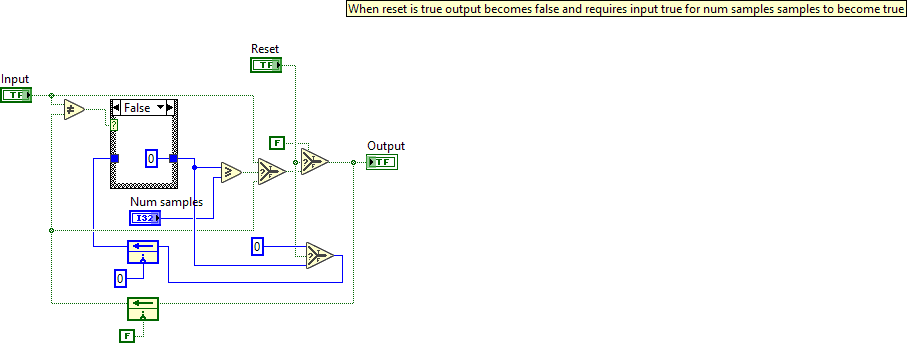 When reset is true output becomes false and requires input true for num samples samples to become true
Reset
TF
Input
TF
False
?
0
F
T
?
F
T
?
F
Output
TF
Num samples
I32
0
T
?
F
0
F